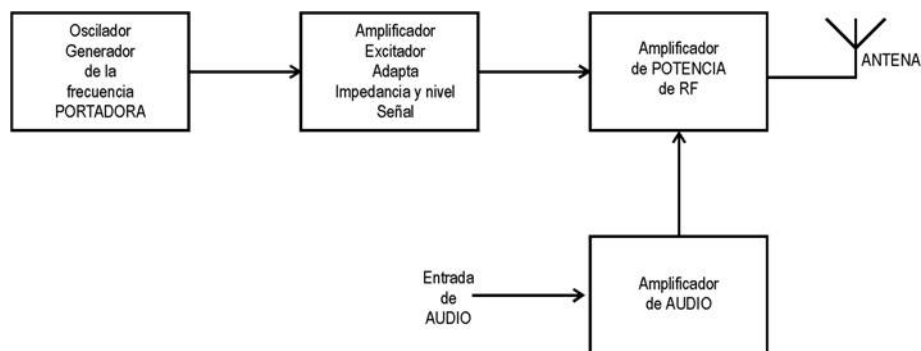 Oscilador
Generador
de la
frecuencia
PORTADORA
Amplificador
Excitador
Adapta
Impedancia y nivel
Señal
Amplificador
de POTENCIA
de RF
ANTENA
Entrada
de
AUDIO
Amplificador
de AUDIO